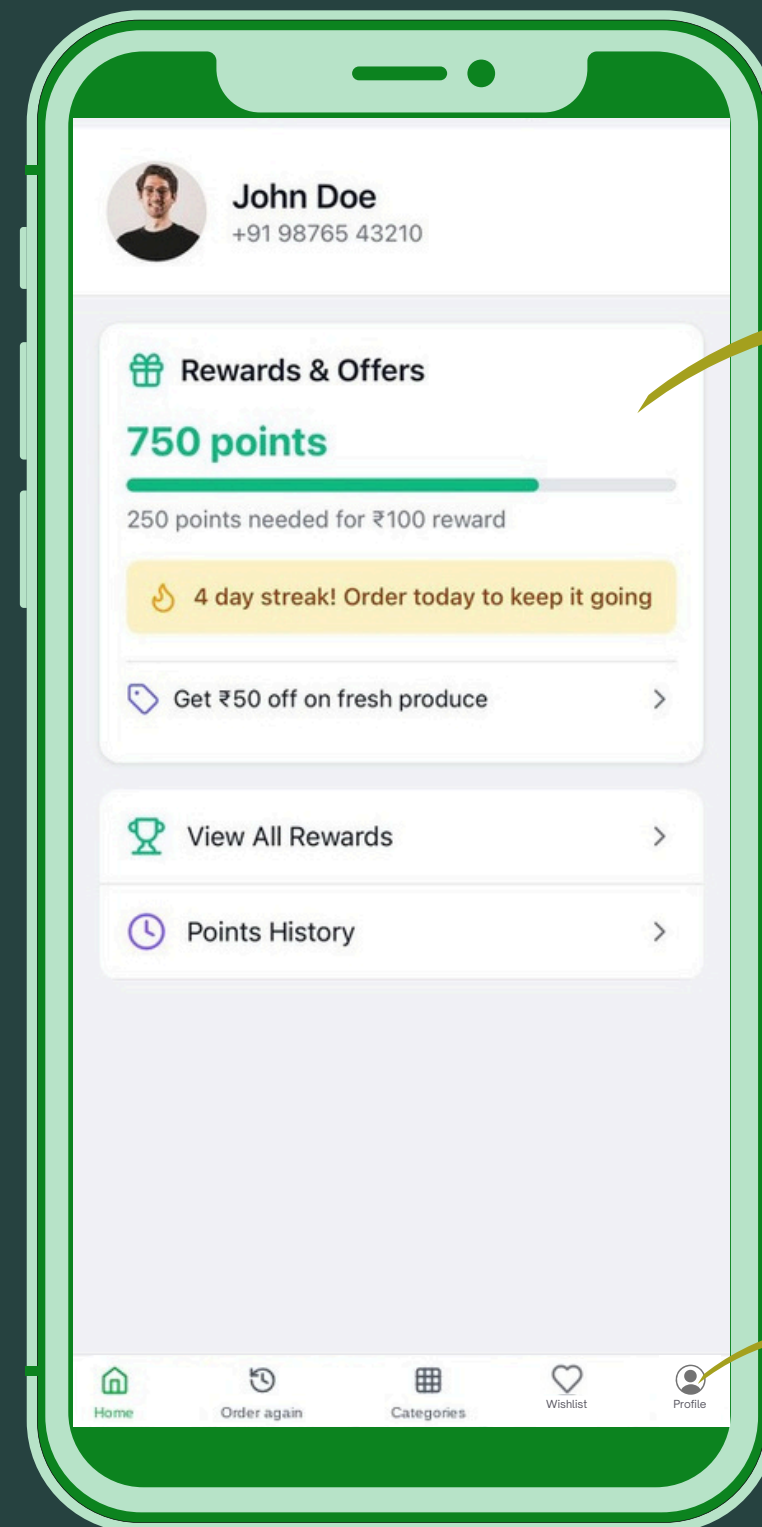 John Doe
+91 98765 43210
Rewards & Offers
750 points
250 points needed for ₹100 reward
4 day streak! Order today to keep it going
Get ₹50 off on fresh produce
View All Rewards
Points History
Home
Order again
Categories
Wishlist
Profile